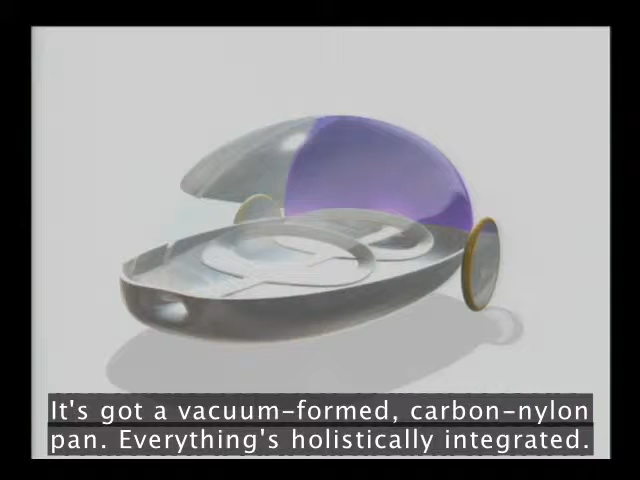 It's got a vacuum-formed, carbon-nylon
pan. Everything's holistically integrated.